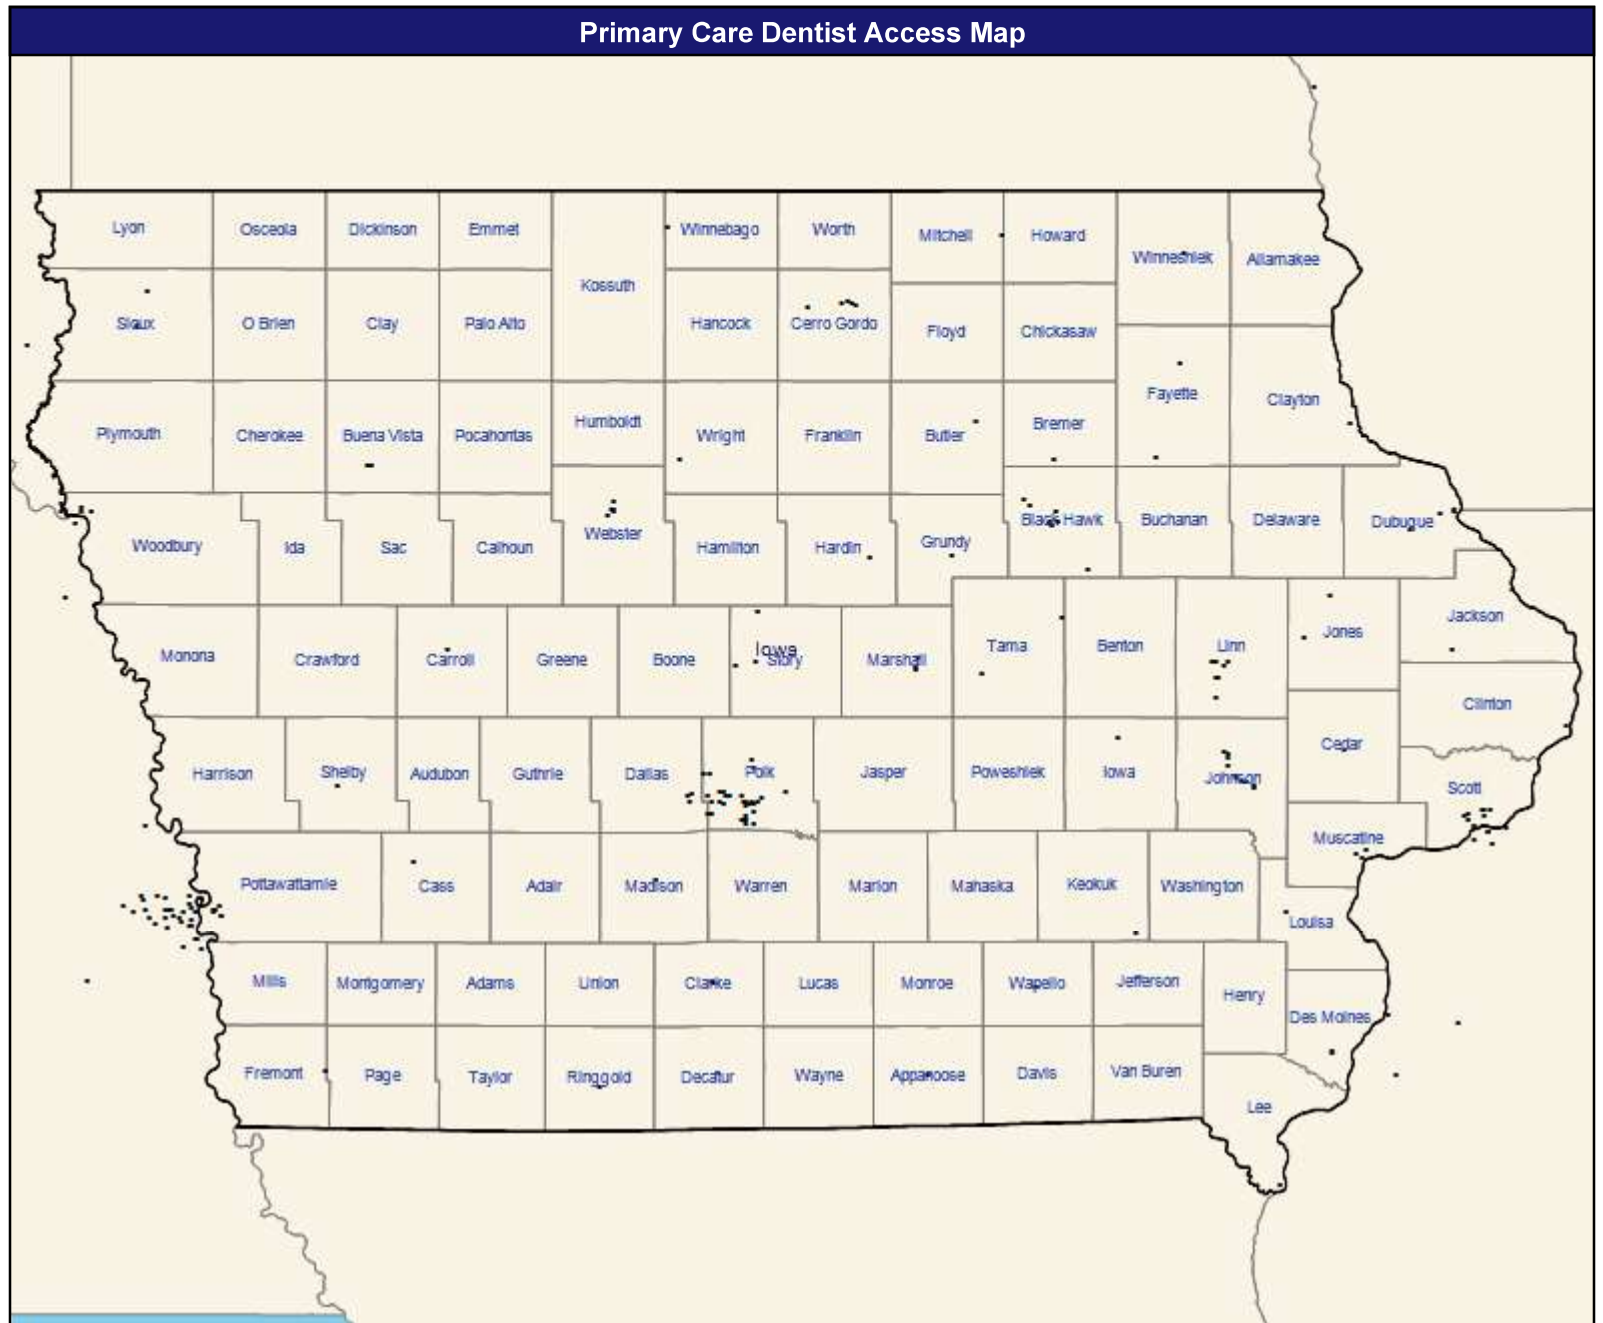 Primary Care Dentist Access Map
Lyon
Osceola
Dickinson
Emmet
Winnebago
Worth
Mitchell
Howard
Winneshiek
Allamakee
Kossuth
Sioux
O Brien
Clay
Palo Alto
Hancock
Cerro Gordo
Floyd
Chickasaw
Fayette
Clayton
Plymouth
Cherokee
Buena Vista
Pocahontas
Humboldt
Wright
Franklin
Butler
Bremer
Woodbury
Ida
Sac
Calhoun
Webster
Hamilton
Hardin
Grundy
Black Hawk
Buchanan
Delaware
Dubuque
Monona
Crawford
Carroll
Greene
Boone
Iowa
Story
Marshall
Tama
Benton
Linn
Jones
Jackson
Clinton
Cedar
Harrison
Shelby
Audubon
Guthrie
Dallas
Polk
Jasper
Poweshiek
Iowa
Johnson
Scott
Muscatine
Pottawattamie
Cass
Adair
Madison
Warren
Marion
Mahaska
Keokuk
Washington
Louisa
Mills
Montgomery
Adams
Union
Clarke
Lucas
Monroe
Wapello
Jefferson
Henry
Des Moines
Fremont
Page
Taylor
Ringgold
Decatur
Wayne
Appanoose
Davis
Van Buren
Lee